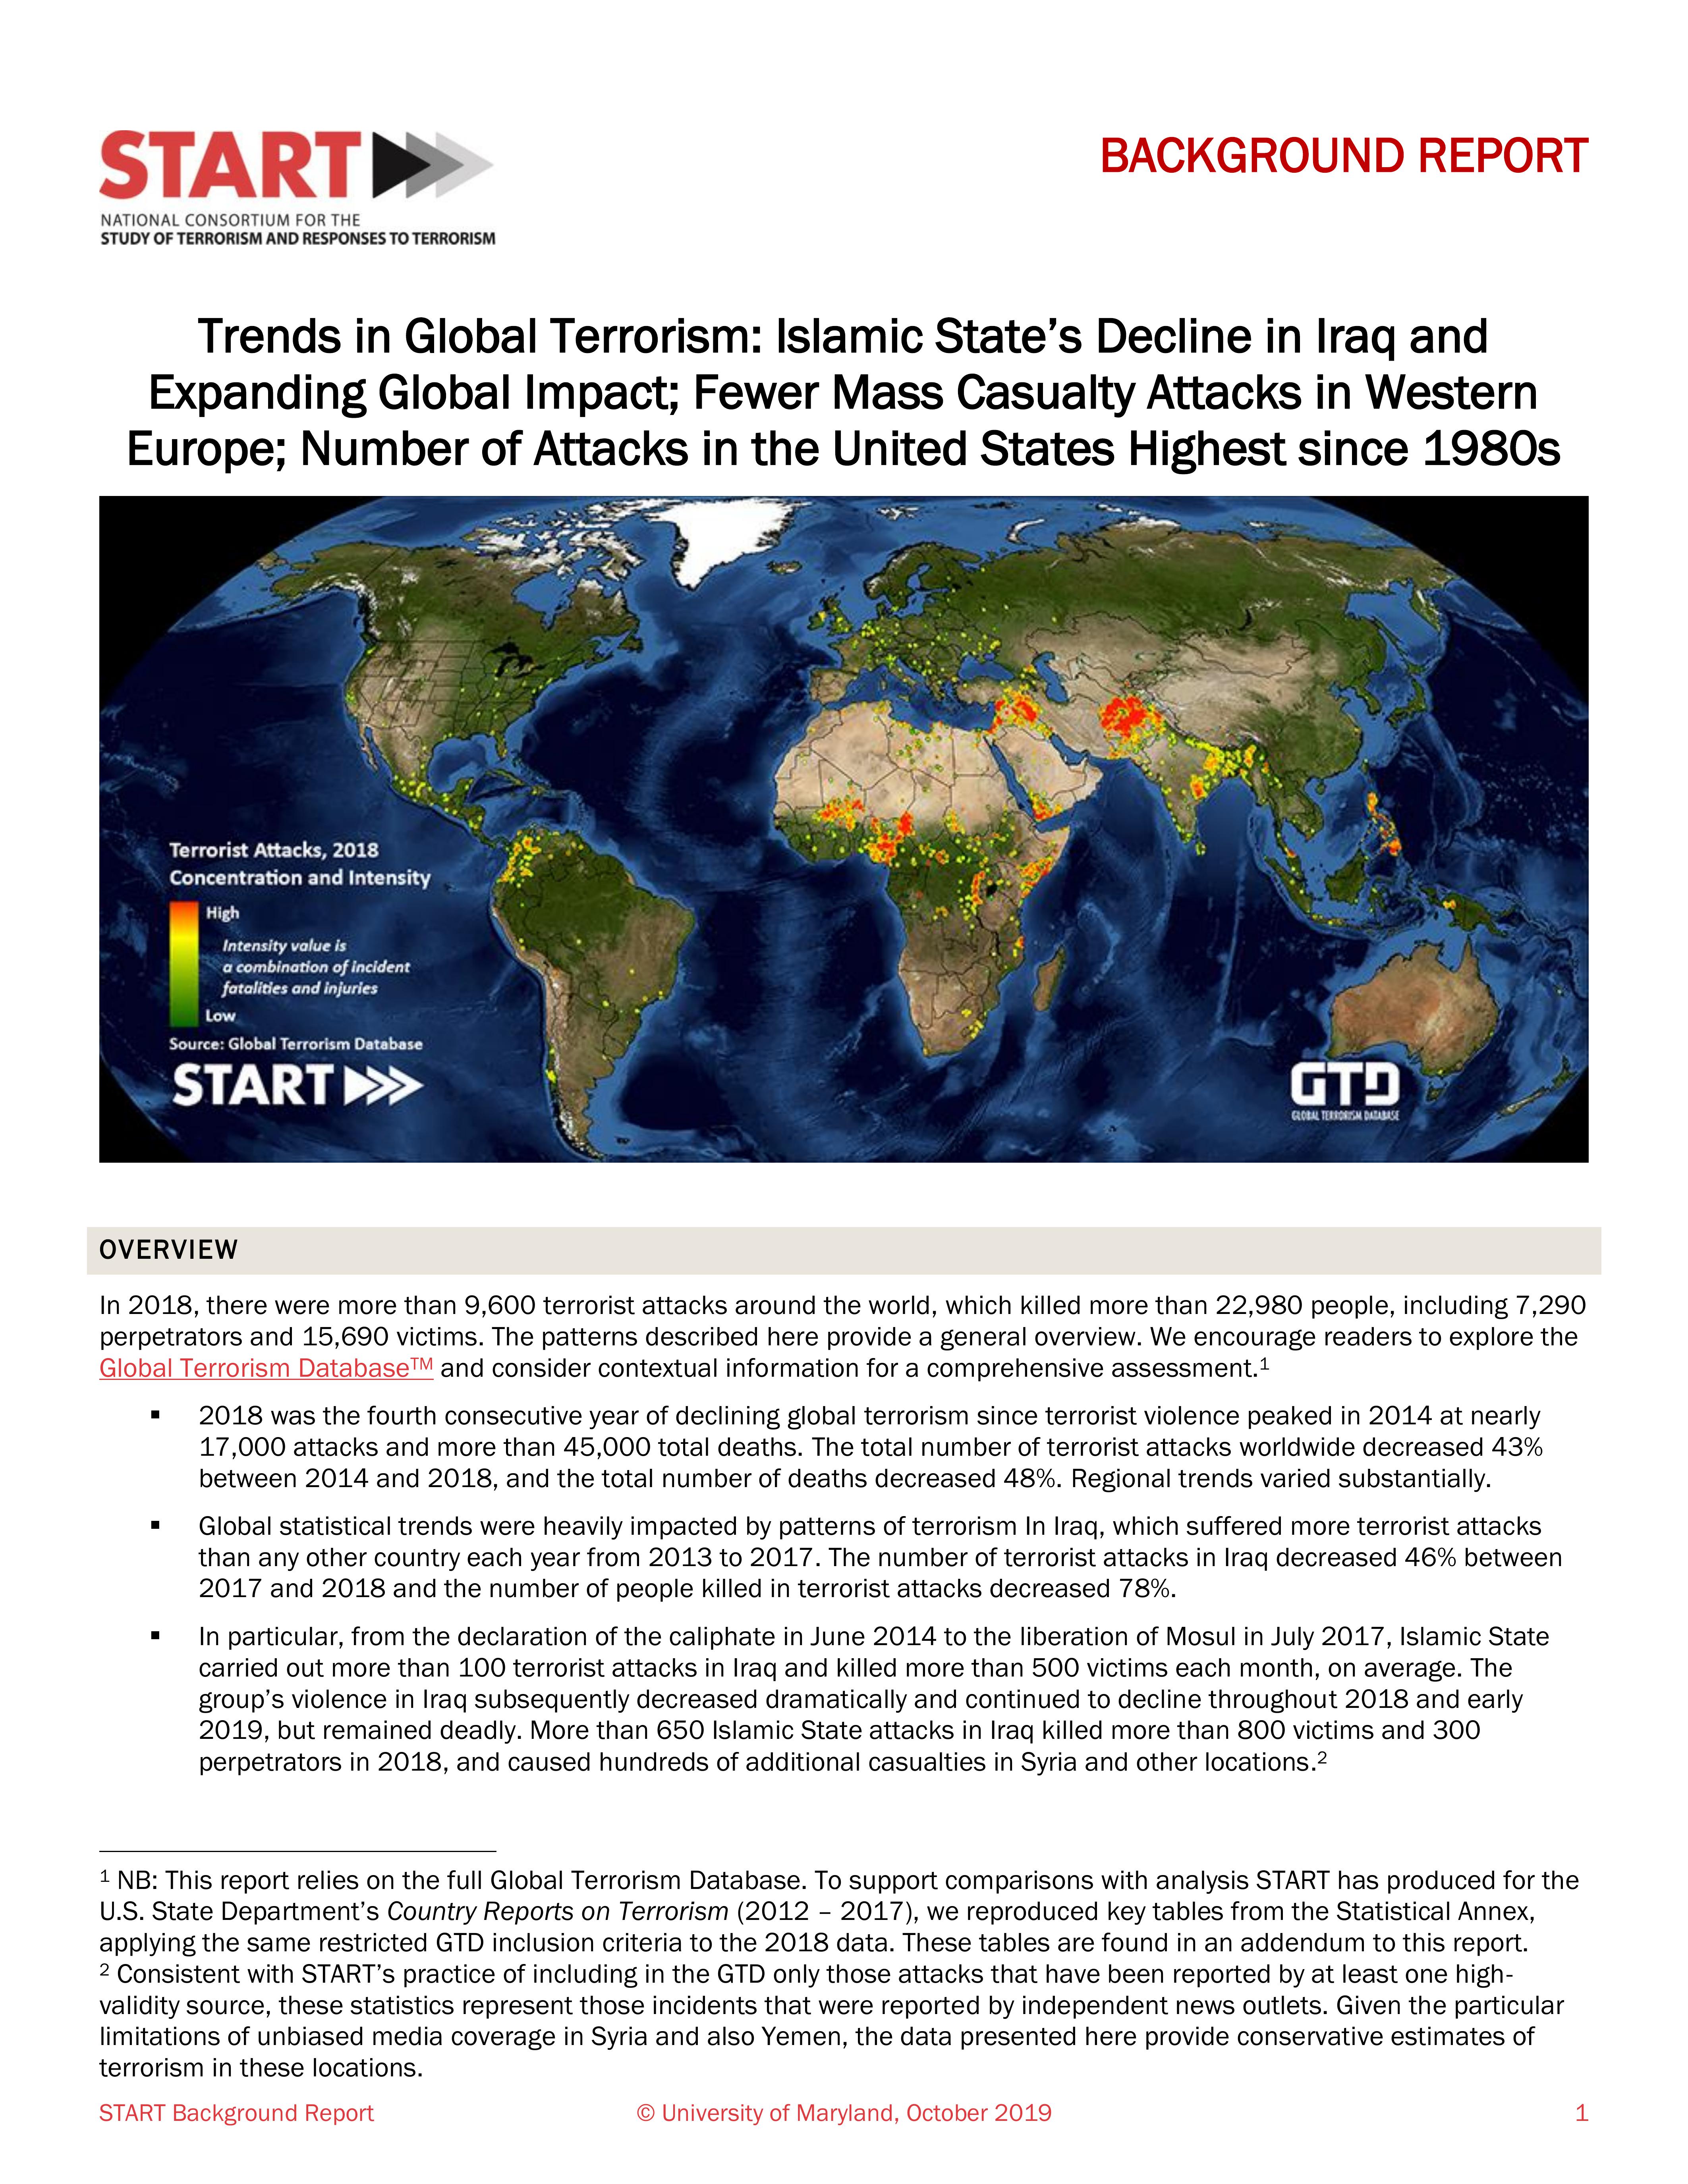 START
NATIONAL CONSORTIUM FOR THE
STUDY OF TERRORISM AND RESPONSES TO TERRORISM
BACKGROUND REPORT
Trends in Global Terrorism: Islamic State's Decline in Iraq and
Expanding Global Impact; Fewer Mass Casualty Attacks in Western
Europe; Number of Attacks in the United States Highest since 1980s
Terrorist Attacks, 2018
Concentration and Intensity
High
Intensity value is
a combination of incident
fatalities and injuries
Low
Source: Global Terrorism Database
START
GTD
GLOBAL TERRORISM DATABASE
OVERVIEW
In 2018, there were more than 9,600 terrorist attacks around the world, which killed more than 22,980 people, including 7,290
perpetrators and 15,690 victims. The patterns described here provide a general overview. We encourage readers to explore the
Global Terrorism Database™ and consider contextual information for a comprehensive assessment.¹
▪ 2018 was the fourth consecutive year of declining global terrorism since terrorist violence peaked in 2014 at nearly
17,000 attacks and more than 45,000 total deaths. The total number of terrorist attacks worldwide decreased 43%
between 2014 and 2018, and the total number of deaths decreased 48%. Regional trends varied substantially.
▪ Global statistical trends were heavily impacted by patterns of terrorism In Iraq, which suffered more terrorist attacks
than any other country each year from 2013 to 2017. The number of terrorist attacks in Iraq decreased 46% between
2017 and 2018 and the number of people killed in terrorist attacks decreased 78%.
▪ In particular, from the declaration of the caliphate in June 2014 to the liberation of Mosul in July 2017, Islamic State
carried out more than 100 terrorist attacks in Iraq and killed more than 500 victims each month, on average. The
group's violence in Iraq subsequently decreased dramatically and continued to decline throughout 2018 and early
2019, but remained deadly. More than 650 Islamic State attacks in Iraq killed more than 800 victims and 300
perpetrators in 2018, and caused hundreds of additional casualties in Syria and other locations.²
¹ NB: This report relies on the full Global Terrorism Database. To support comparisons with analysis START has produced for the
U.S. State Department's Country Reports on Terrorism (2012 – 2017), we reproduced key tables from the Statistical Annex,
applying the same restricted GTD inclusion criteria to the 2018 data. These tables are found in an addendum to this report.
² Consistent with START's practice of including in the GTD only those attacks that have been reported by at least one high-
validity source, these statistics represent those incidents that were reported by independent news outlets. Given the particular
limitations of unbiased media coverage in Syria and also Yemen, the data presented here provide conservative estimates of
terrorism in these locations.
START Background Report
© University of Maryland, October 2019
1